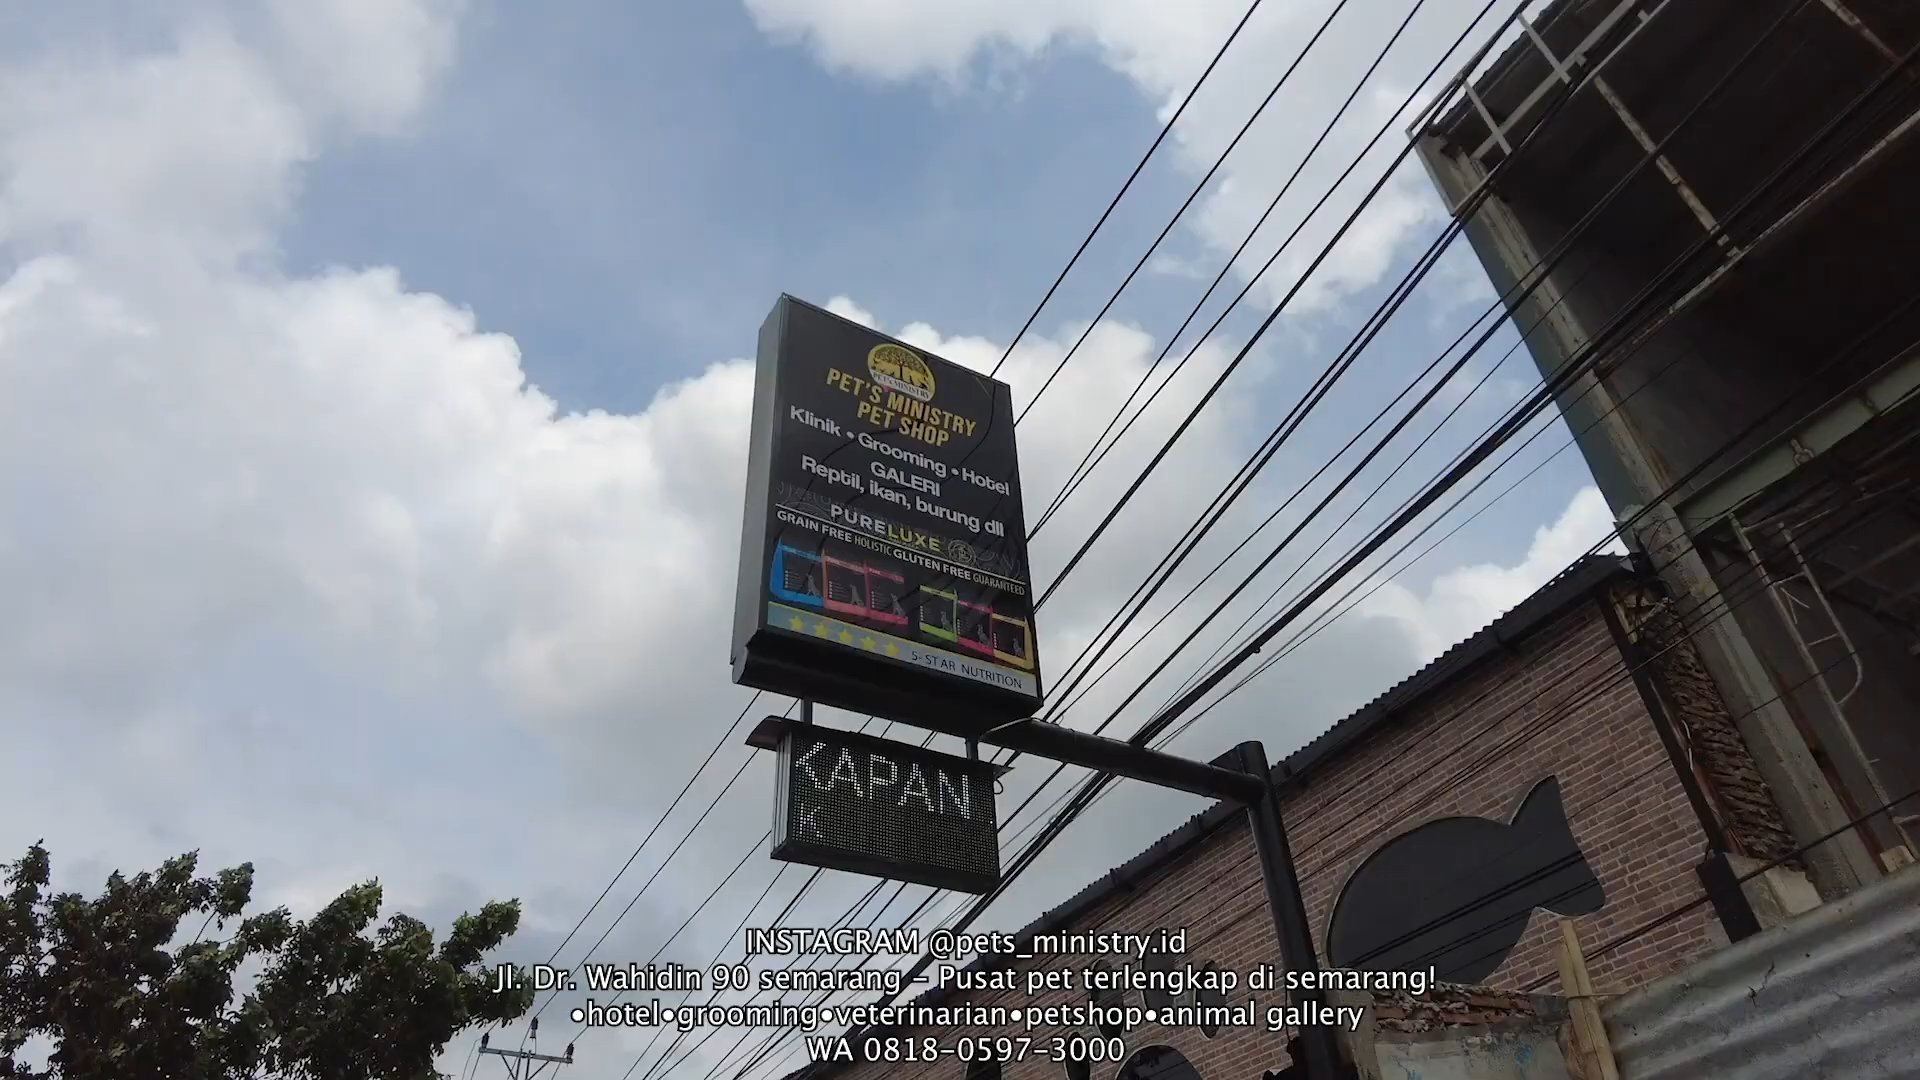 PET'S MINISTRY
PET'S MINISTRY
PET SHOP
Klinik • Grooming • Hotel
GALERI
Reptil, ikan, burung dll
PURELUXE
GRAIN FREE HOLISTIC GLUTEN FREE GUARANTEED
5-STAR NUTRITION
KAPAN
K
INSTAGRAM @pets_ministry.id
Jl. Dr. Wahidin 90 semarang - Pusat pet terlengkap di semarang!
•hotel•grooming•veterinarian•petshop•animal gallery
WA 0818-0597-3000